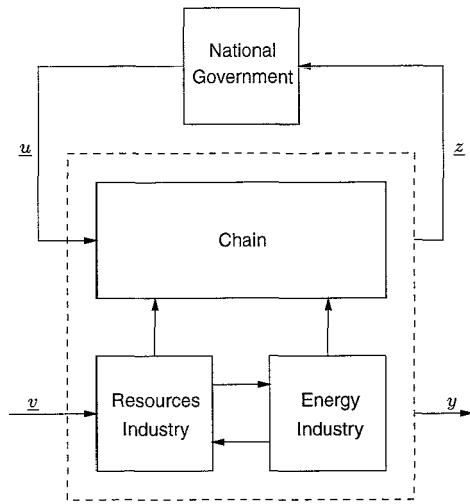 National
Government
u
z
Chain
v
Resources
Industry
Energy
Industry
y